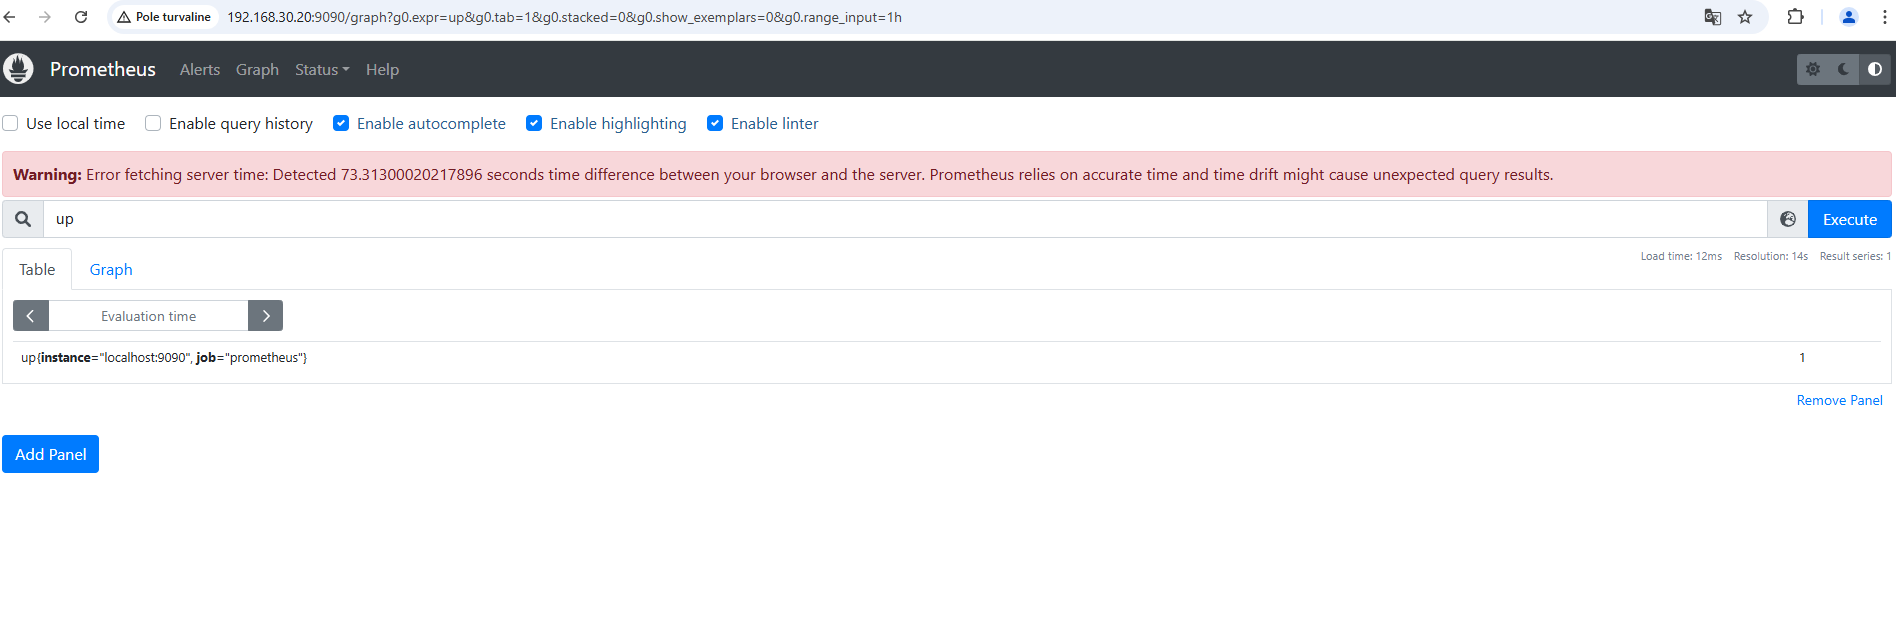 Pole turvaline 192.168.30.20:9090/graph?g0.expr=up&g0.tab=1&g0.stacked=0&g0.show_exemplars=0&g0.range_input=1h
Prometheus Alerts Graph Status Help
Use local time Enable query history Enable autocomplete Enable highlighting Enable linter
Warning: Error fetching server time: Detected 73.31300020217896 seconds time difference between your browser and the server. Prometheus relies on accurate time and time drift might cause unexpected query results.
up Execute
Table Graph Load time: 12ms Resolution: 14s Result series: 1
Evaluation time
up{instance="localhost:9090", job="prometheus"} 1
Remove Panel
Add Panel